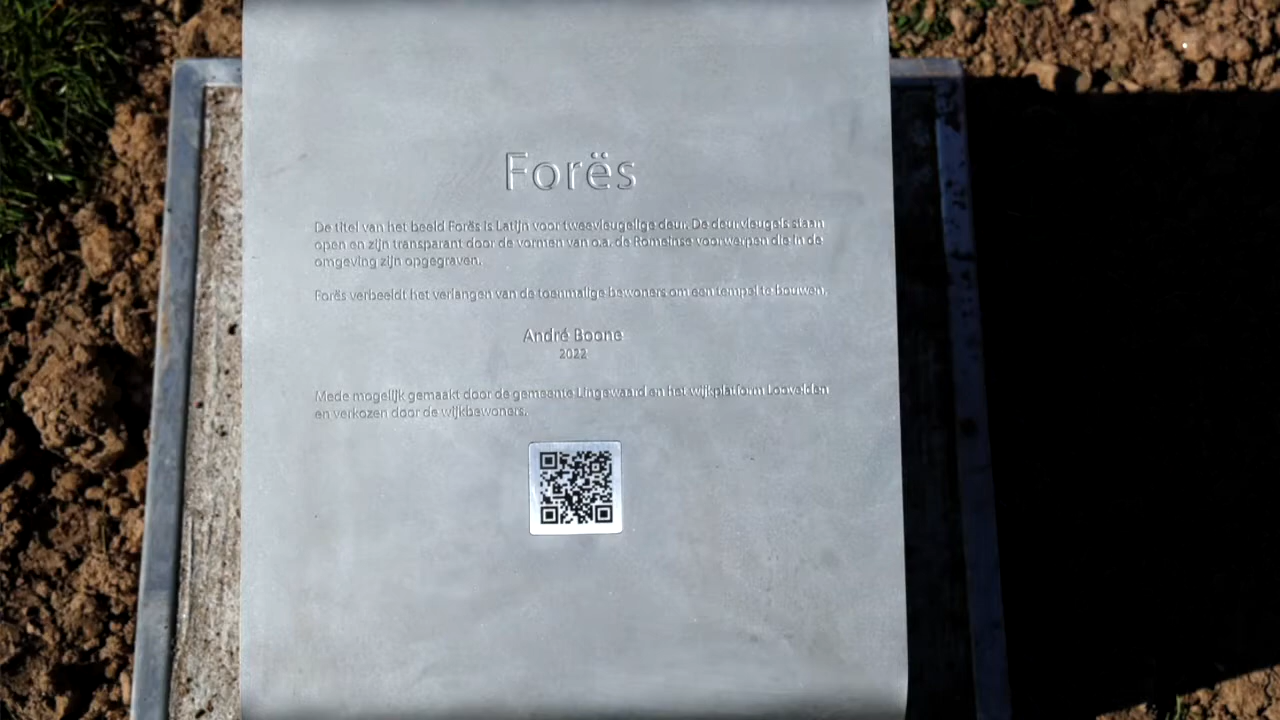 Forës
De titel van het beeld Forës is Latijn voor tweevleugelige deur. De deurvleugels staan
open en zijn transparant door de vormen van o.a. de Romeinse voorwerpen die in de
omgeving zijn opgegraven.
Forës verbeeldt het verlangen van de toenmalige bewoners om een tempel te bouwen.
André Boone
2022
Mede mogelijk gemaakt door de gemeente Lingewaard en het wijkplatform Loovelden
en verkozen door de wijkbewoners.